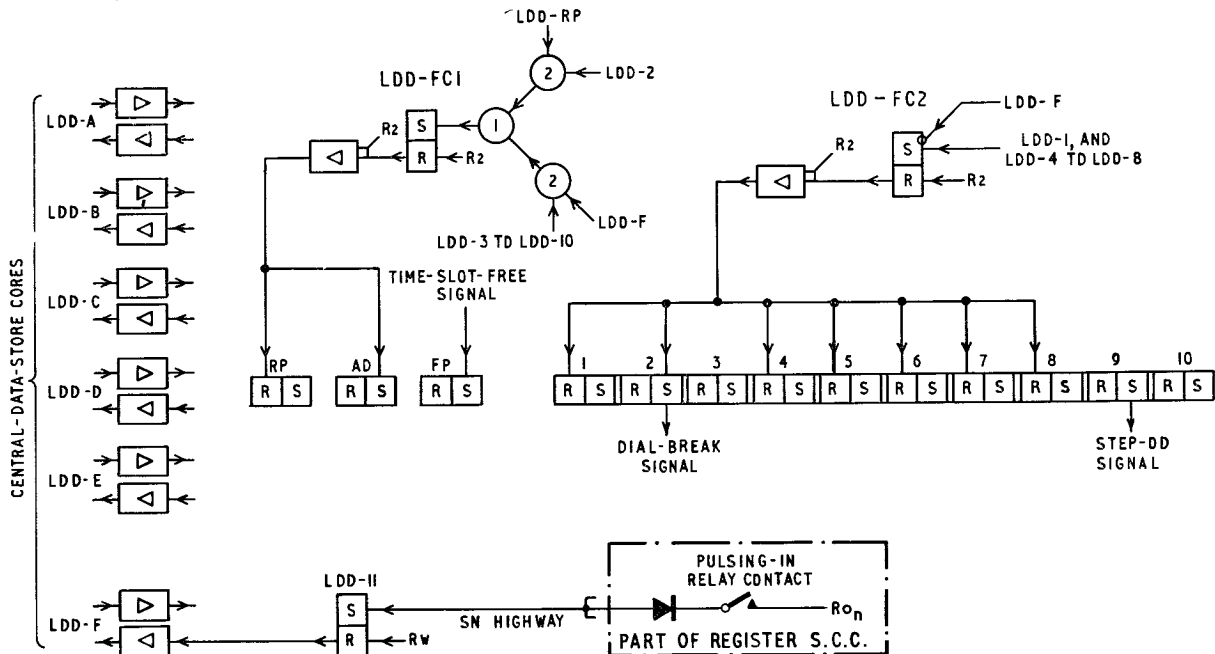 LDD-RP
2
LDD-2
LDD-FC1
1
S
R
R2
R2
2
LDD-F
LDD-3 TO LDD-10
LDD-FC2
LDD-F
LDD-1, AND
LDD-4 TO LDD-8
S
R
R2
R2
CENTRAL-DATA-STORE CORES
LDD-A
LDD-B
LDD-C
LDD-D
LDD-E
LDD-F
TIME-SLOT-FREE
SIGNAL
RP
AD
FP
R S
R S
R S
1 2 3 4 5 6 7 8 9 10
R S R S R S R S R S R S R S R S R S R S
DIAL-BREAK
SIGNAL
STEP-DD
SIGNAL
LDD-11
S
R
RW
SN HIGHWAY
PULSING-IN
RELAY CONTACT
Ron
PART OF REGISTER S.C.C.